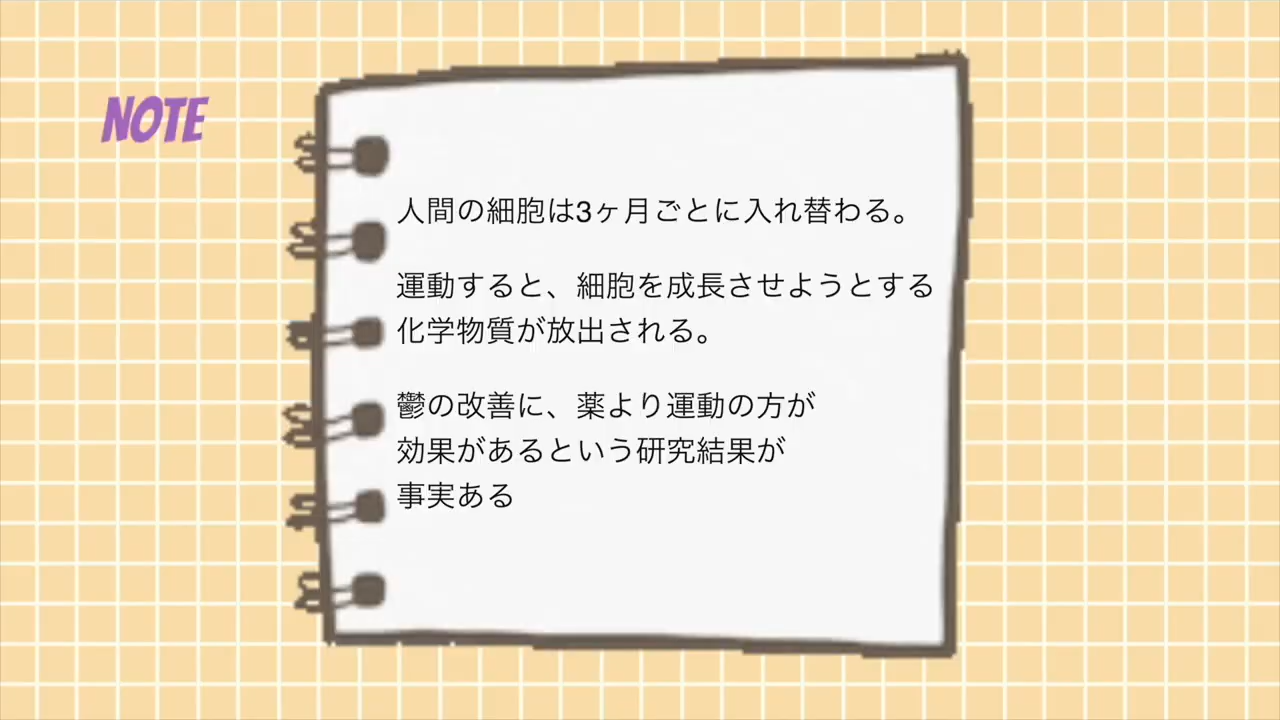 NOTE
人間の細胞は3ヶ月ごとに入れ替わる。
運動すると、細胞を成長させようとする
化学物質が放出される。
鬱の改善に、薬より運動の方が
効果があるという研究結果が
事実ある